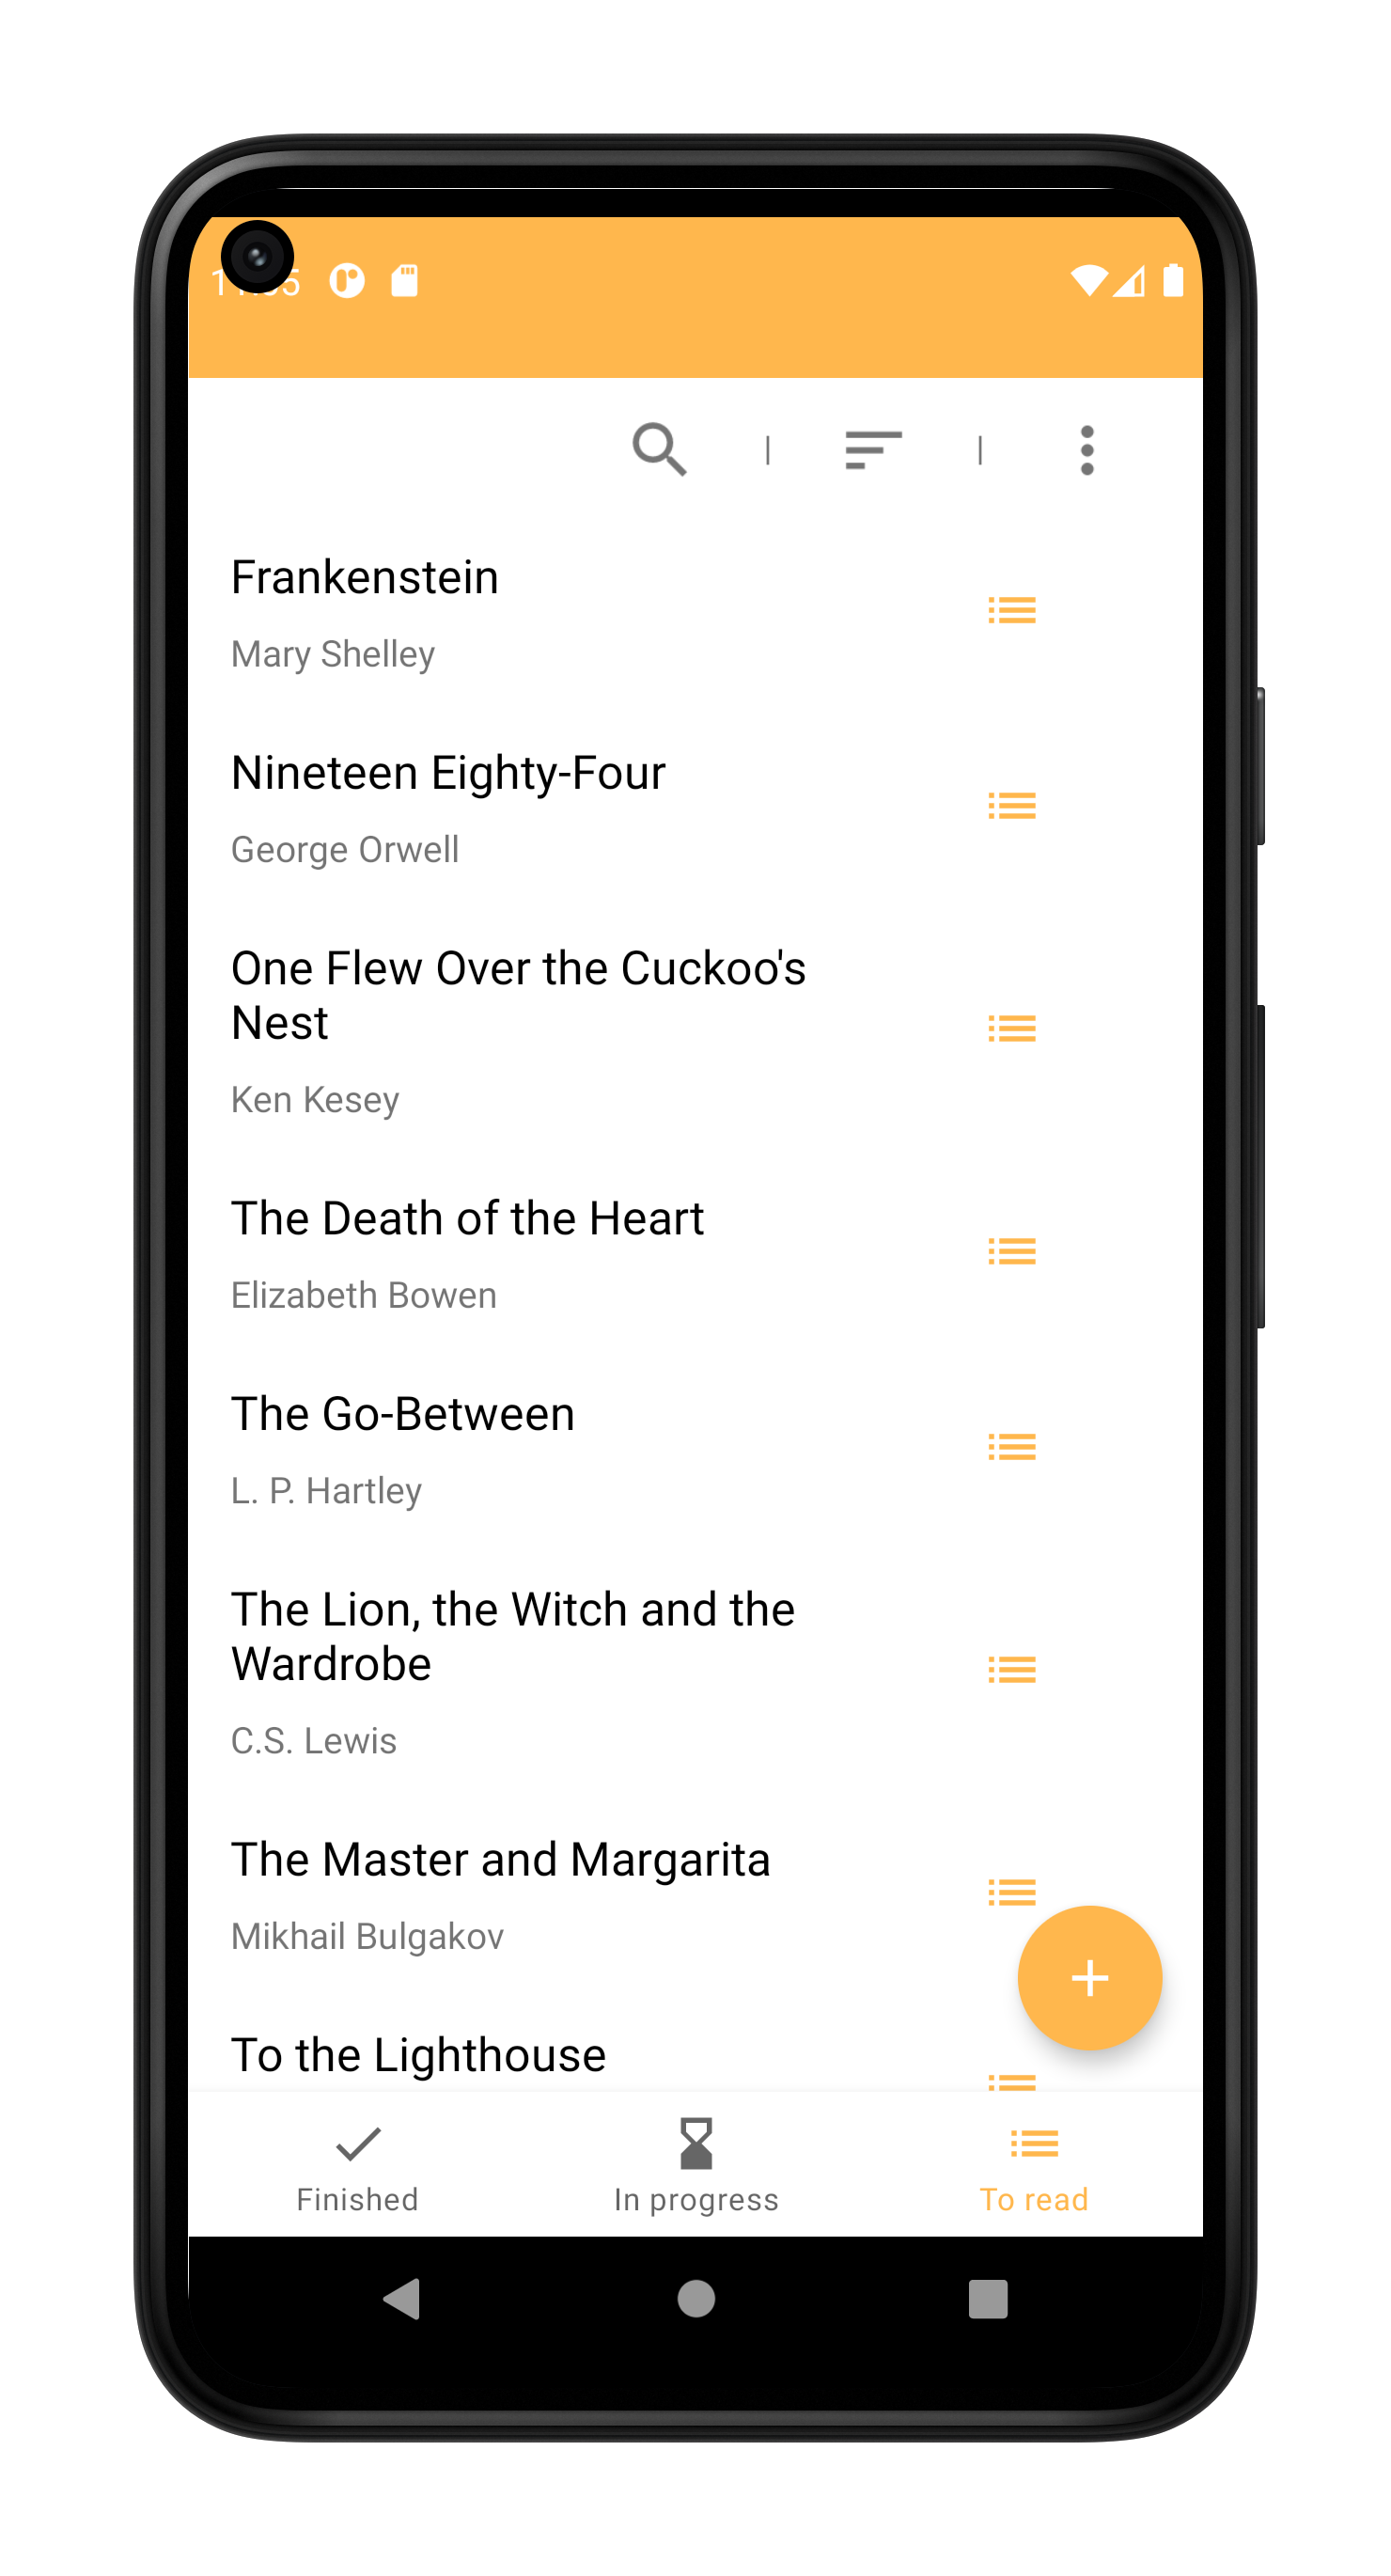 Frankenstein
Mary Shelley
Nineteen Eighty-Four
George Orwell
One Flew Over the Cuckoo's
Nest
Ken Kesey
The Death of the Heart
Elizabeth Bowen
The Go-Between
L. P. Hartley
The Lion, the Witch and the
Wardrobe
C.S. Lewis
The Master and Margarita
Mikhail Bulgakov
To the Lighthouse
Finished
In progress
To read